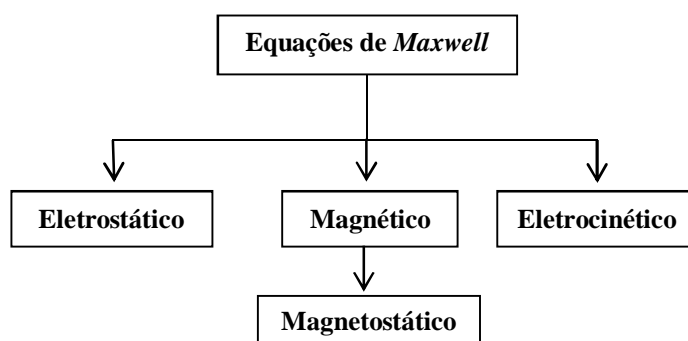 Equações de Maxwell
Eletrostático
Magnético
Eletrocinético
Magnetostático